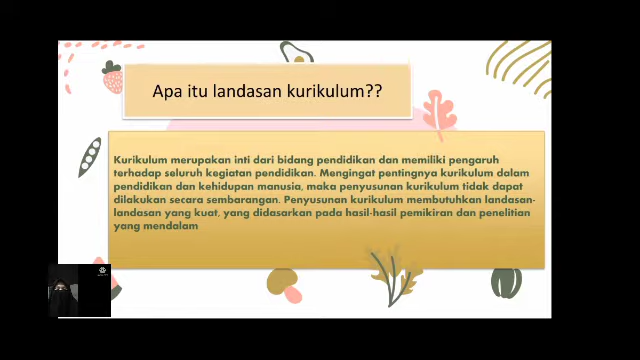 Apa itu landasan kurikulum??
Kurikulum merupakan inti dari bidang pendidikan dan memiliki pengaruh
terhadap seluruh kegiatan pendidikan. Mengingat pentingnya kurikulum dalam
pendidikan dan kehidupan manusia, maka penyusunan kurikulum tidak dapat
dilakukan secara sembarangan. Penyusunan kurikulum membutuhkan landasan-
landasan yang kuat, yang didasarkan pada hasil-hasil pemikiran dan penelitian
yang mendalam